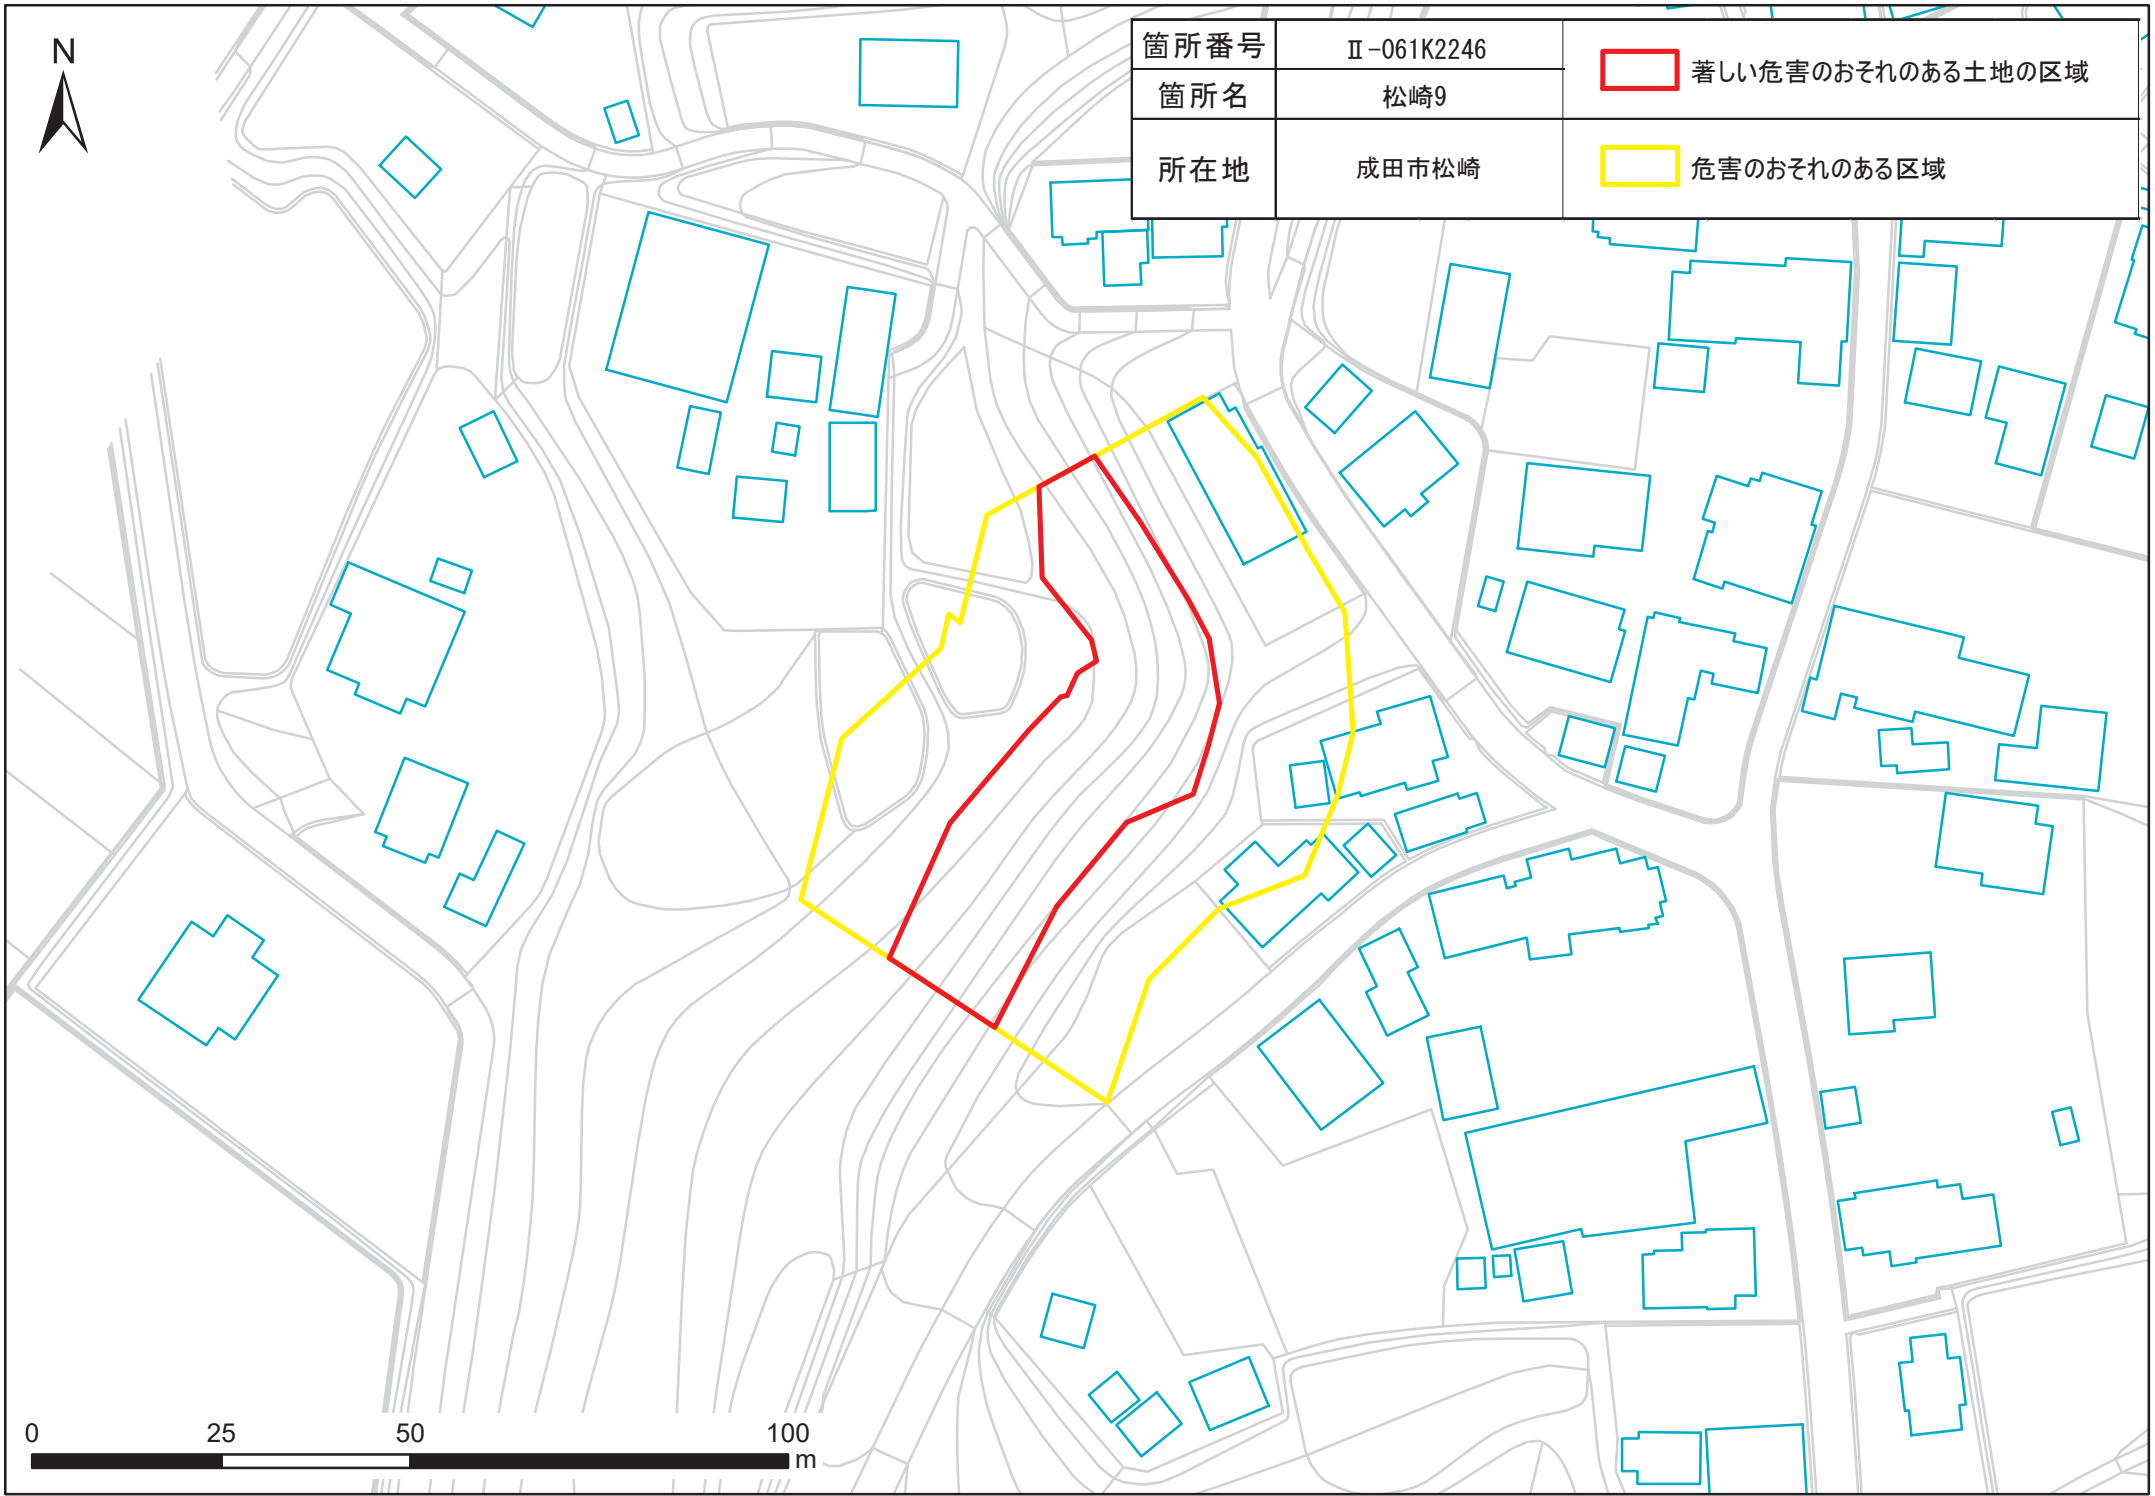 N
箇所番号
Ⅱ-061K2246
著しい危害のおそれのある土地の区域
箇所名
松崎9
所在地
成田市松崎
危害のおそれのある区域
0 25 50 100
m